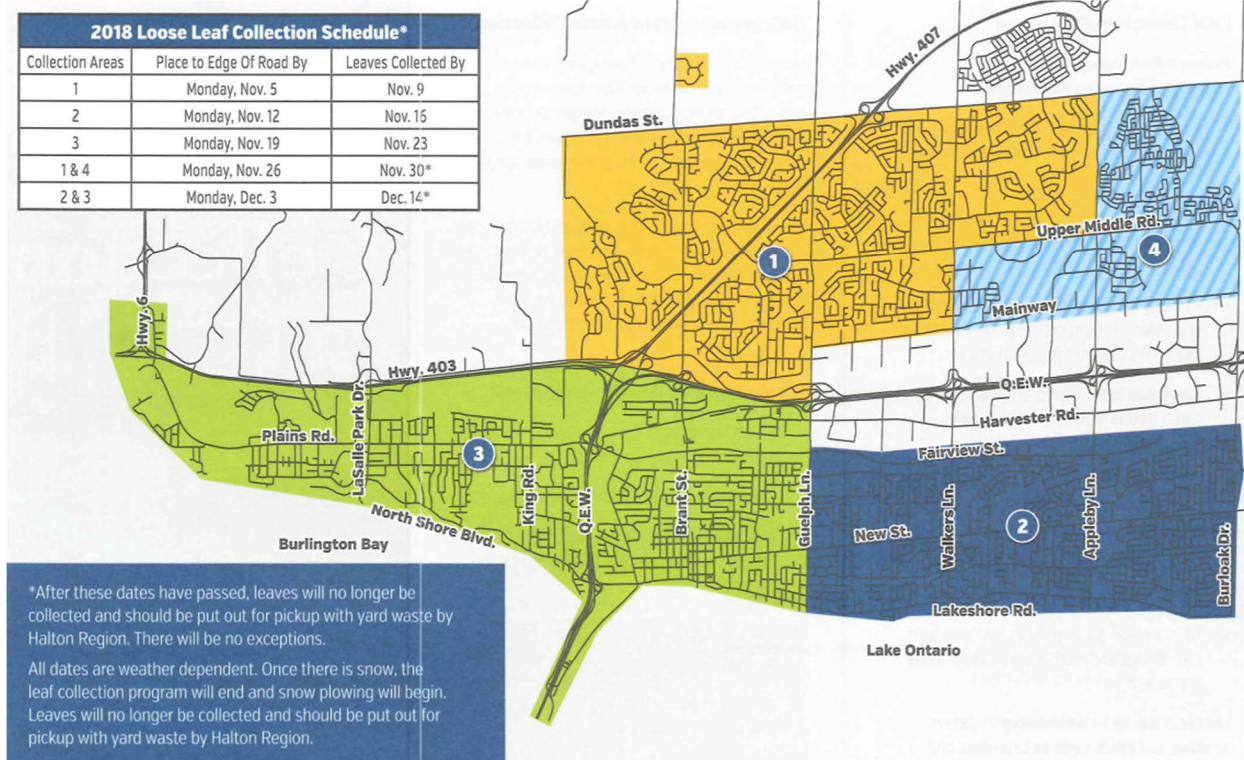 2018 Loose Leaf Collection Schedule*
Collection Areas Place to Edge Of Road By Leaves Collected By
1 Monday, Nov. 5 Nov. 9
2 Monday, Nov. 12 Nov. 16
3 Monday, Nov. 19 Nov. 23
1 & 4 Monday, Nov. 26 Nov. 30*
2 & 3 Monday, Dec. 3 Dec. 14*
Hwy. 407
Dundas St.
Upper Middle Rd.
1
4
Mainway
Hwy. 6
Hwy. 403
Q.E.W.
LaSalle Park Dr.
Harvester Rd.
Plains Rd.
3
Fairview St.
King Rd.
Q.E.W.
Brant St.
Guelph Ln.
New St.
Walkers Ln.
2
Appleby Ln.
Burloak Dr.
North Shore Blvd.
Burlington Bay
Lakeshore Rd.
Lake Ontario
*After these dates have passed, leaves will no longer be
collected and should be put out for pickup with yard waste by
Halton Region. There will be no exceptions.
All dates are weather dependent. Once there is snow, the
leaf collection program will end and snow plowing will begin.
Leaves will no longer be collected and should be put out for
pickup with yard waste by Halton Region.